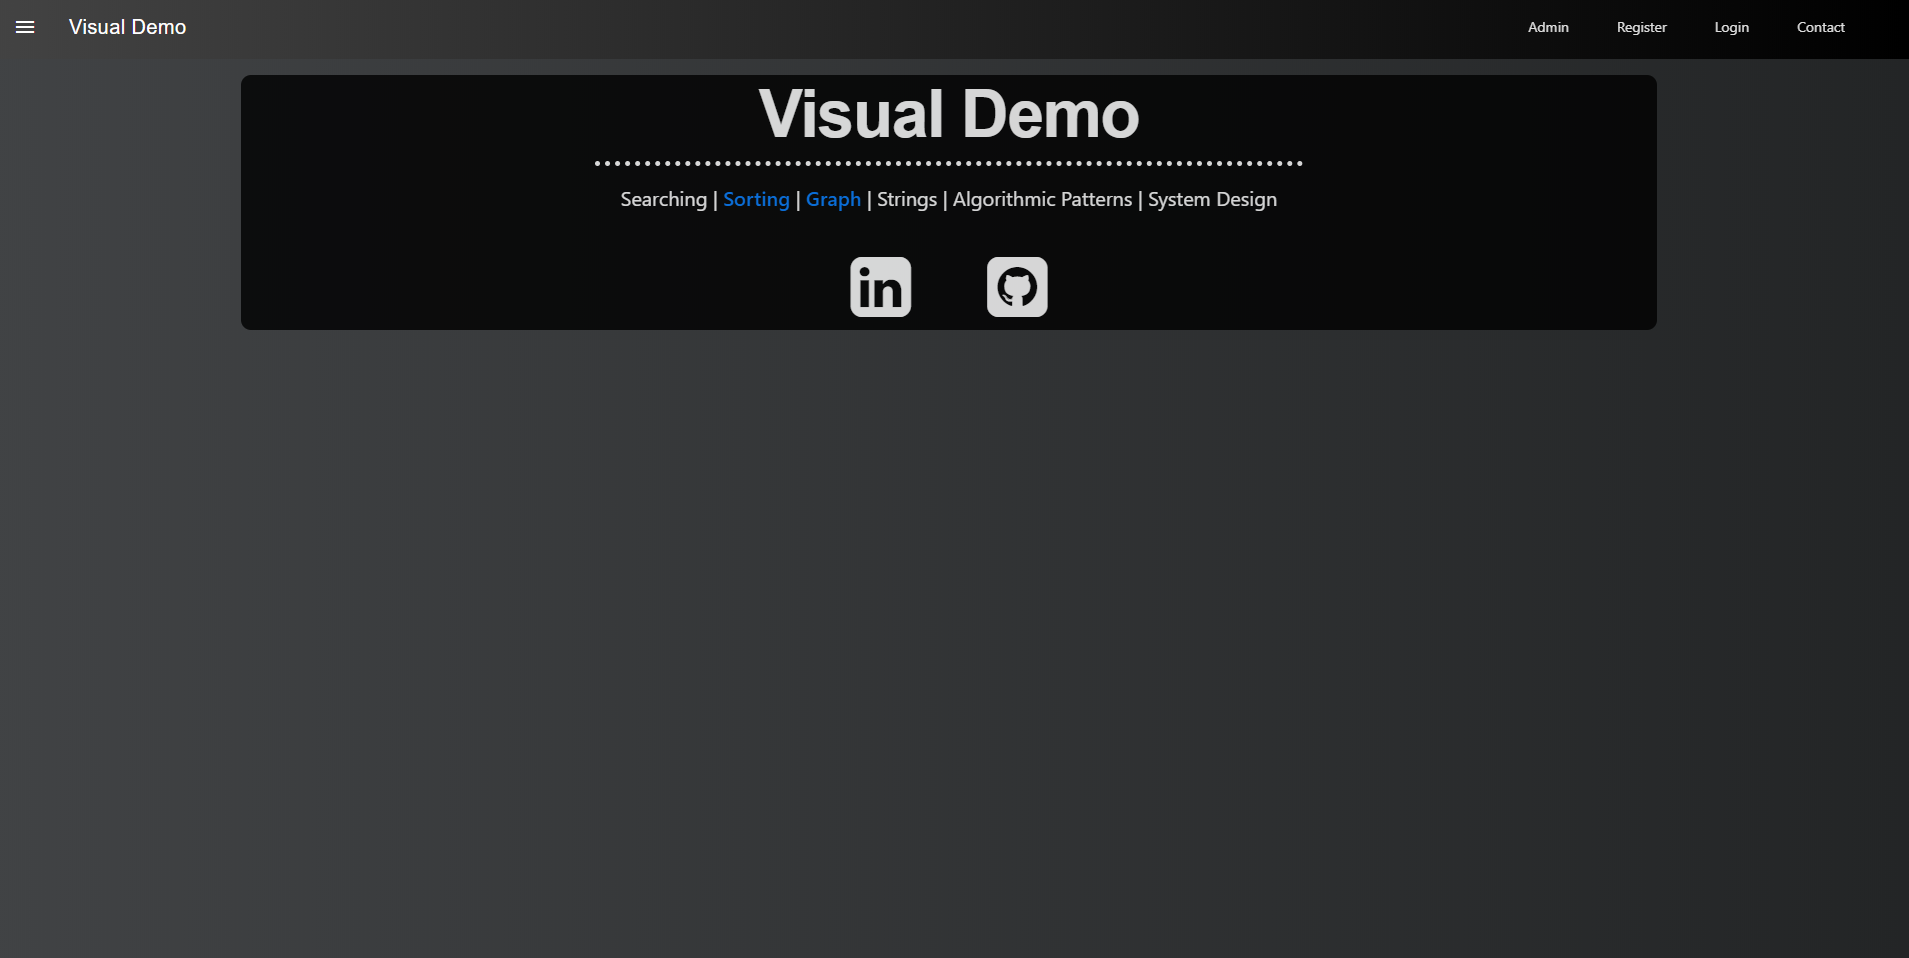 Visual Demo
Admin Register Login Contact
Visual Demo
Searching | Sorting | Graph | Strings | Algorithmic Patterns | System Design
in